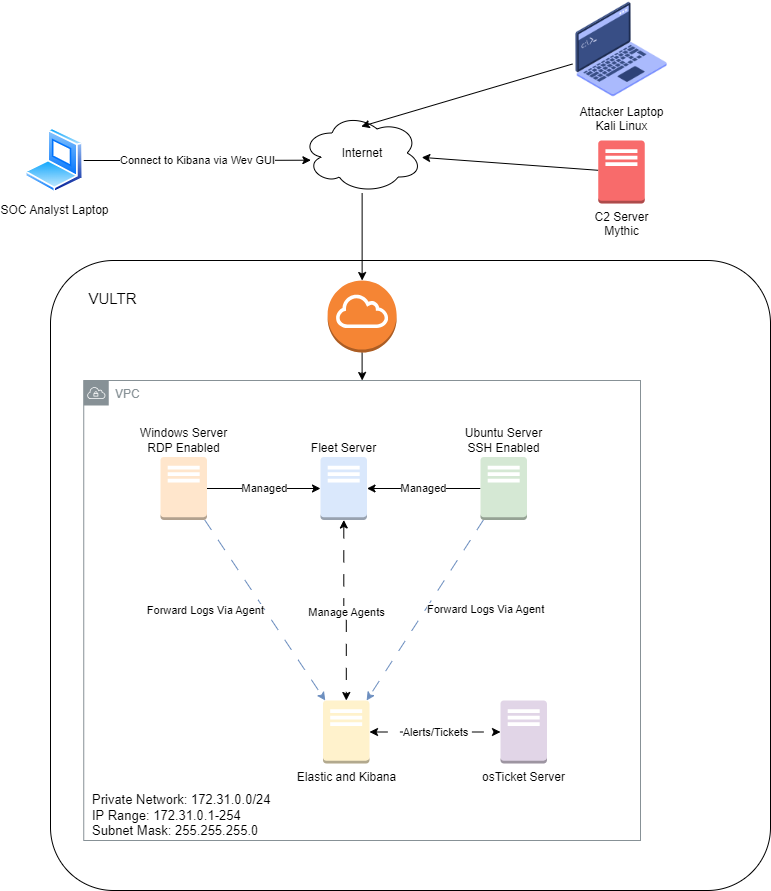 Attacker Laptop
Kali Linux
Internet
Connect to Kibana via Wev GUI
SOC Analyst Laptop
C2 Server
Mythic
VULTR
VPC
Windows Server
RDP Enabled
Fleet Server
Ubuntu Server
SSH Enabled
Managed
Managed
Forward Logs Via Agent
Manage Agents
Forward Logs Via Agent
Alerts/Tickets
Elastic and Kibana
osTicket Server
Private Network: 172.31.0.0/24
IP Range: 172.31.0.1-254
Subnet Mask: 255.255.255.0